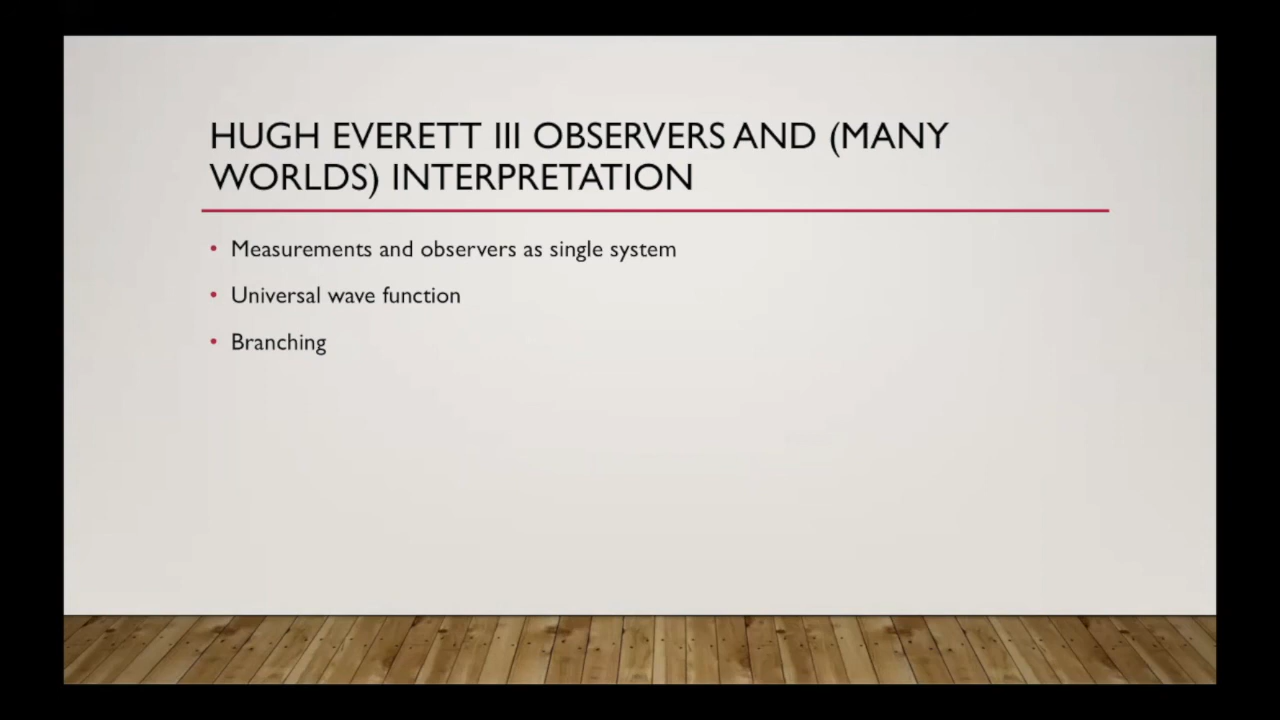 HUGH EVERETT III OBSERVERS AND (MANY
WORLDS) INTERPRETATION
• Measurements and observers as single system
• Universal wave function
• Branching